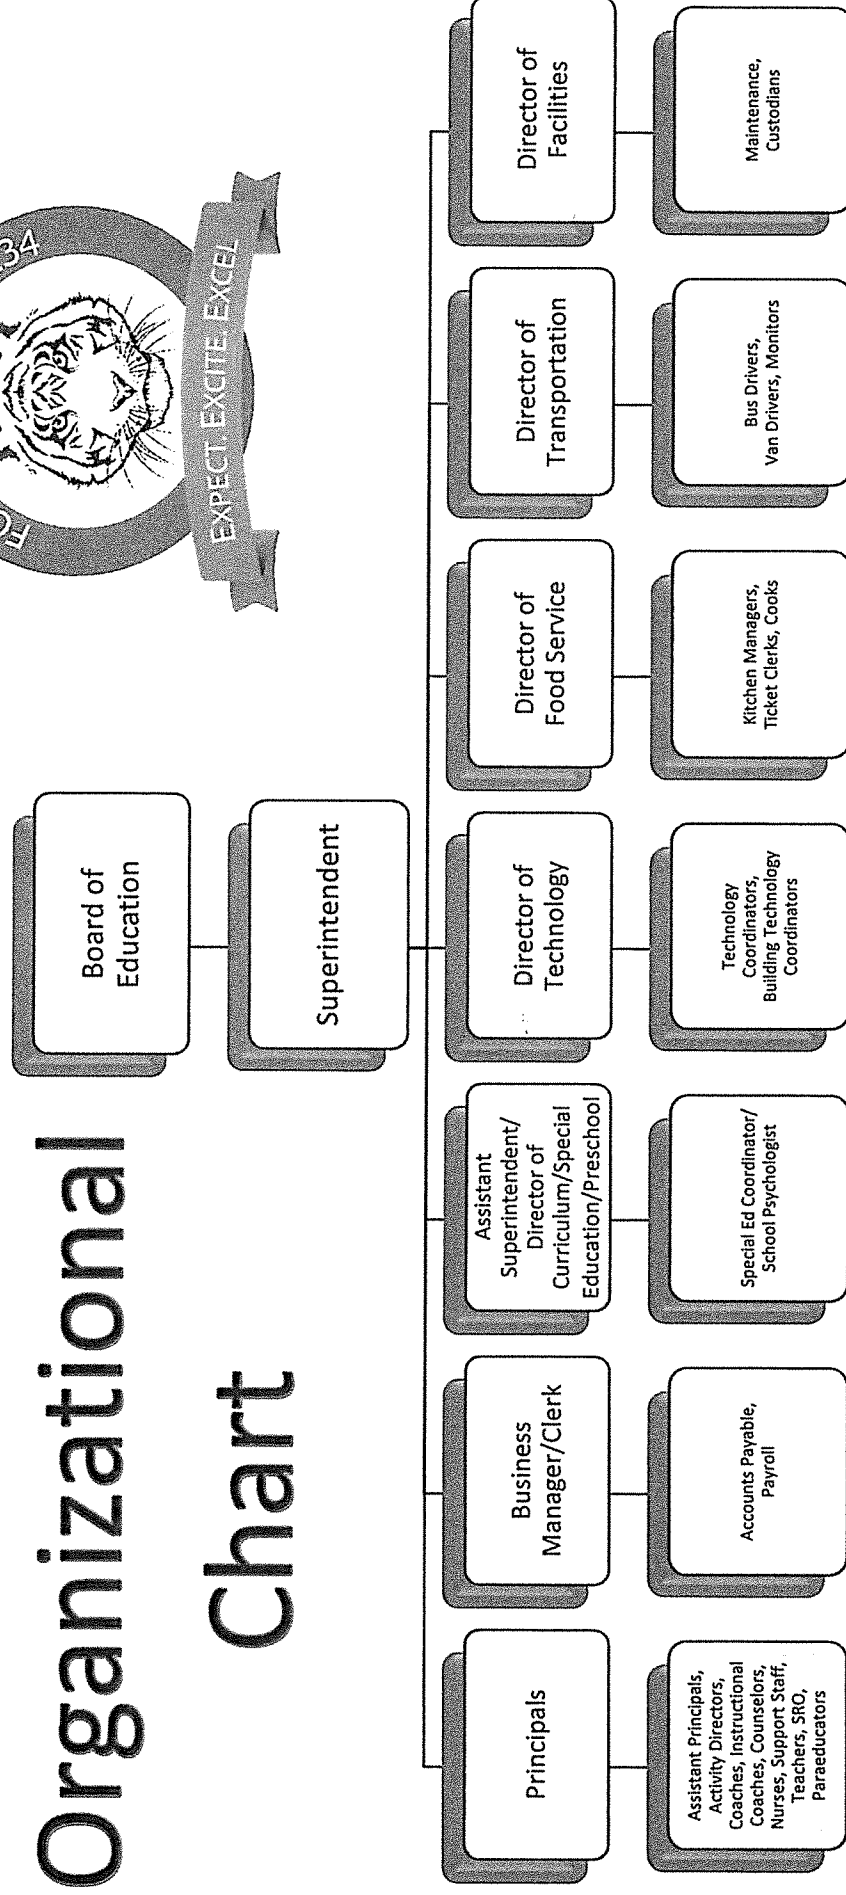 Organizational
Chart
234
EXPECT. EXCITE. EXCEL
Board of
Education
Superintendent
Principals
Business
Manager/Clerk
Assistant
Superintendent/
Director of
Curriculum/Special
Education/Preschool
Director of
Technology
Director of
Food Service
Director of
Transportation
Director of
Facilities
Assistant Principals,
Activity Directors,
Coaches, Instructional
Coaches, Counselors,
Nurses, Support Staff,
Teachers, SRO,
Paraeducators
Accounts Payable,
Payroll
Special Ed Coordinator/
School Psychologist
Technology
Coordinators,
Building Technology
Coordinators
Kitchen Managers,
Ticket Clerks, Cooks
Bus Drivers,
Van Drivers, Monitors
Maintenance,
Custodians